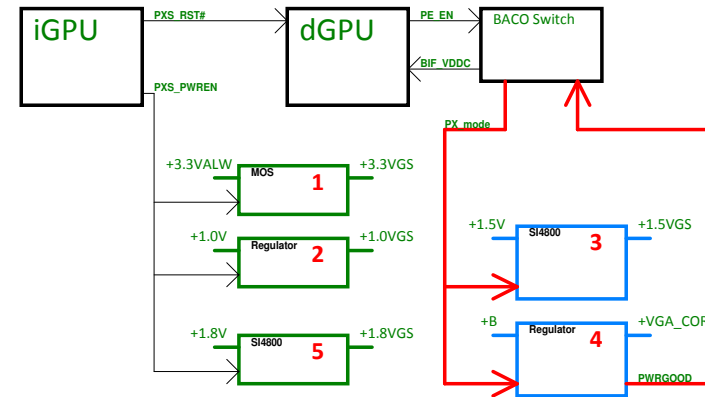 iGPU
PXS_RST#
dGPU
PE_EN
BACO Switch
BIF_VDDC
PXS_PWREN
PX_mode
+3.3VALW
MOS
1
+3.3VGS
+1.0V
Regulator
2
+1.0VGS
+1.5V
SI4800
3
+1.5VGS
+1.8V
SI4800
5
+1.8VGS
+B
Regulator
4
+VGA_COR
PWRGOOD